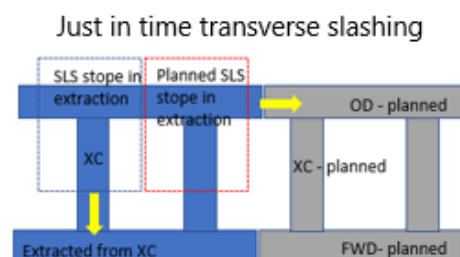 Just in time transverse slashing
SLS stope in
extraction
Planned SLS
stope in
extraction
OD - planned
XC
XC - planned
Extracted from XC
FWD- planned